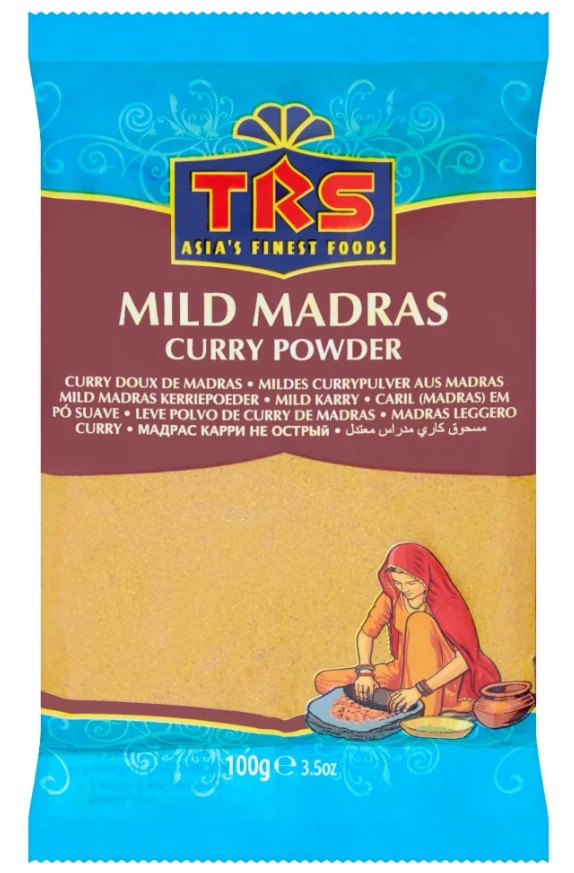 TRS
ASIA'S FINEST FOODS
MILD MADRAS
CURRY POWDER
CURRY DOUX DE MADRAS • MILDES CURRYPULVER AUS MADRAS
MILD MADRAS KERRIEPOEDER • MILD KARRY • CARIL (MADRAS) EM
PÓ SUAVE • LEVE POLVO DE CURRY DE MADRAS • MADRAS LEGGERO
CURRY • МАДРАС КАРРИ НЕ ОСТРЫЙ • مسحوق كاري مدراس معتدل
100g ℮ 3.5oz